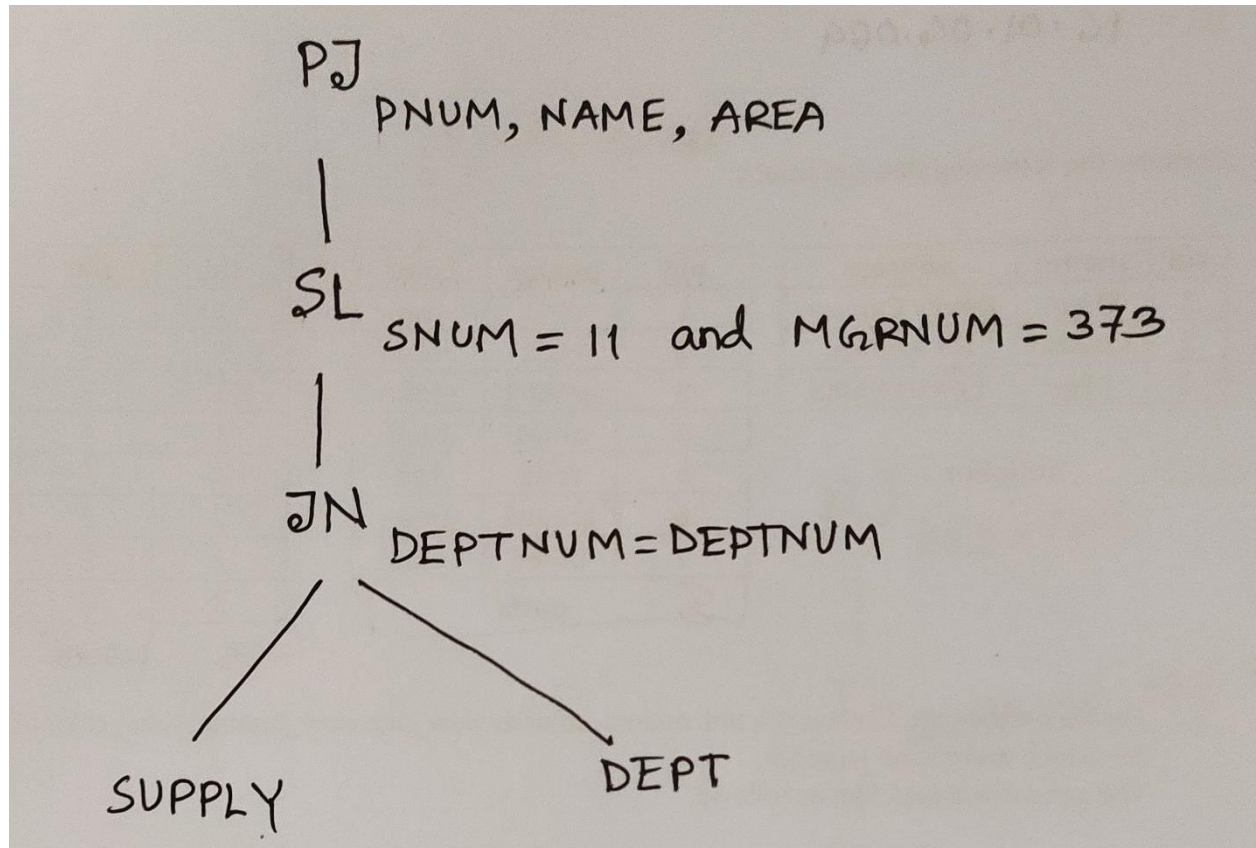 PJ
PNUM, NAME, AREA
SL
SNUM = 11 and MGRNUM = 373
JN
DEPTNUM = DEPTNUM
SUPPLY
DEPT